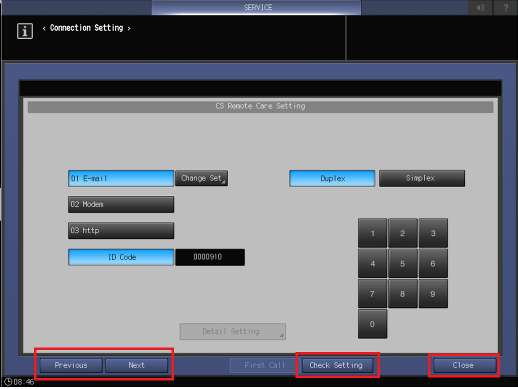 SERVICE
?
i
‹ Connection Setting ›
CS Remote Care Setting
01 E-mail Change Set. Duplex Simplex
02 Modem
03 http
1 2 3
ID Code 0000910
4 5 6
7 8 9
0
Detail Setting
Previous Next First Call Check Setting Close
08:46